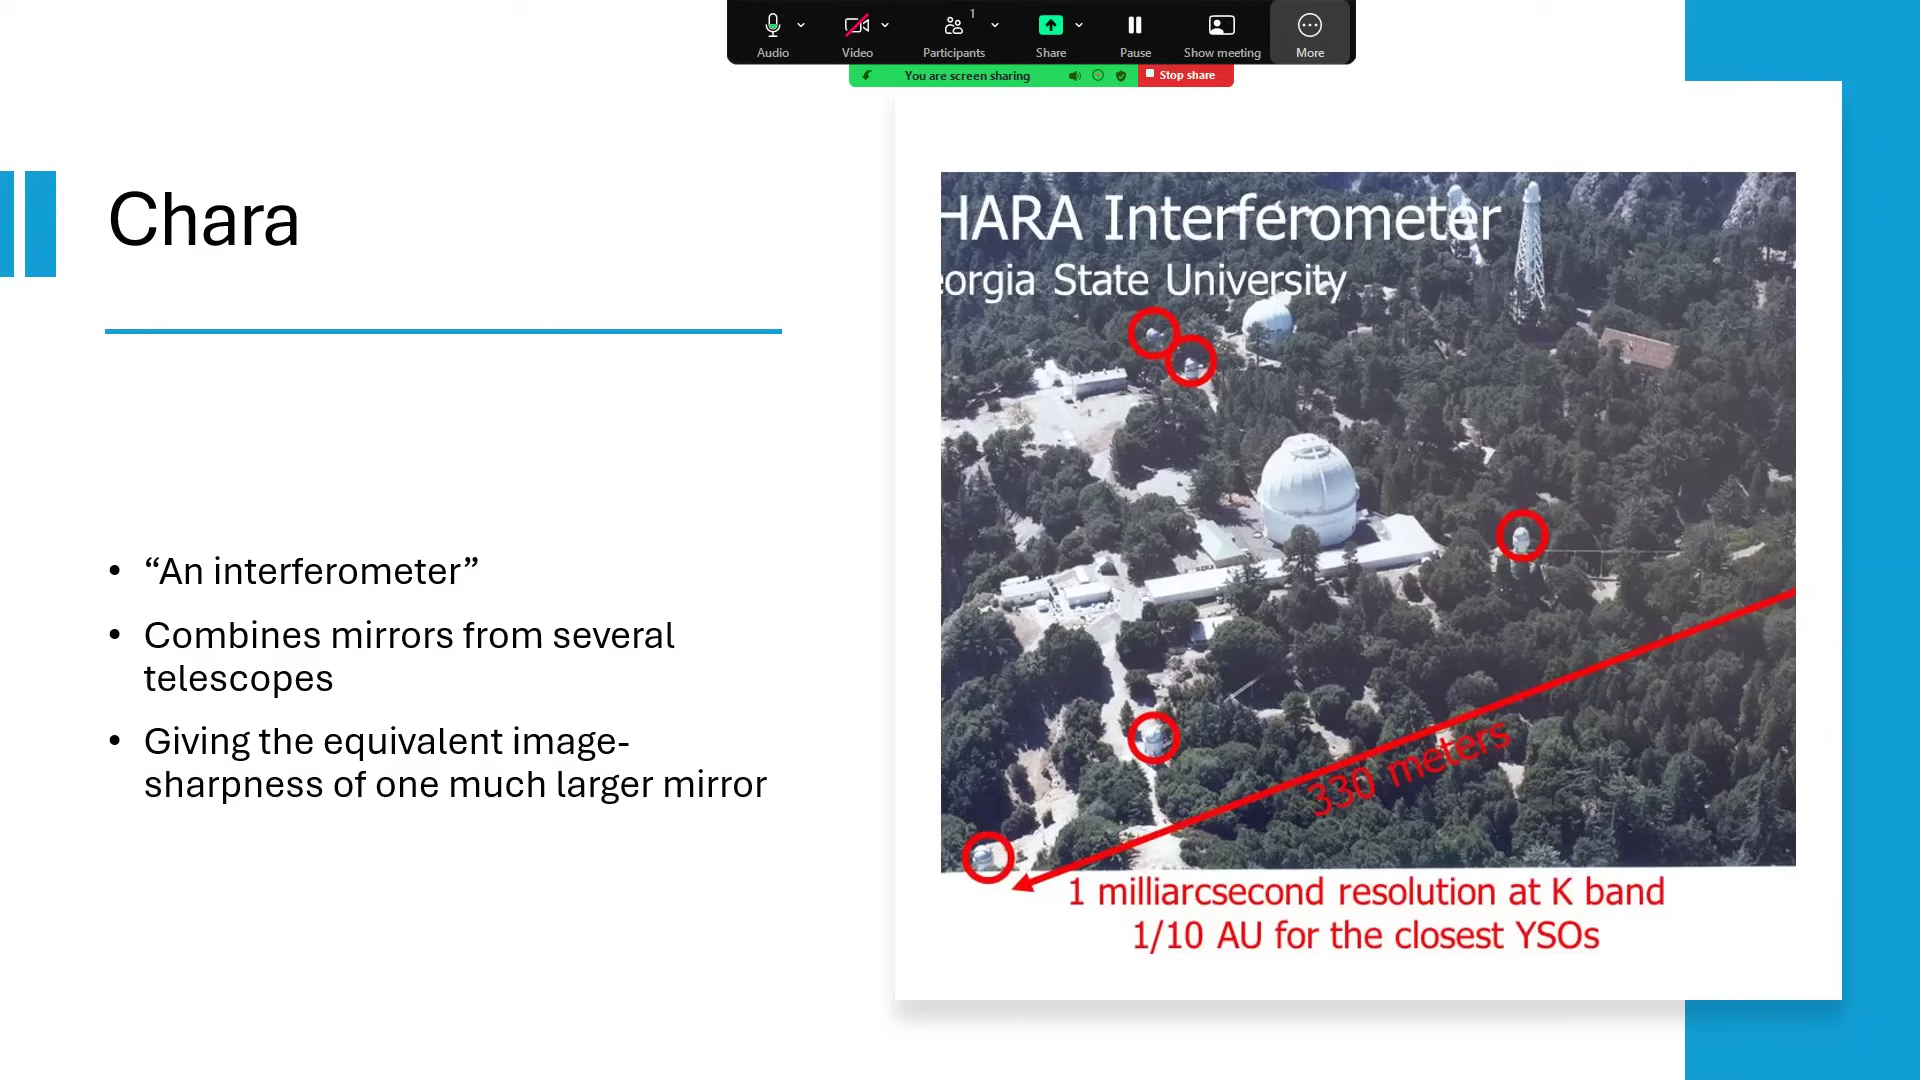 1
Audio
Video
Participants
Share
Pause
Show meeting
More
You are screen sharing
Stop share
Chara
• “An interferometer”
• Combines mirrors from several
telescopes
• Giving the equivalent image-
sharpness of one much larger mirror
HARA Interferometer
eorgia State University
330 meters
1 milliarcsecond resolution at K band
1/10 AU for the closest YSOs